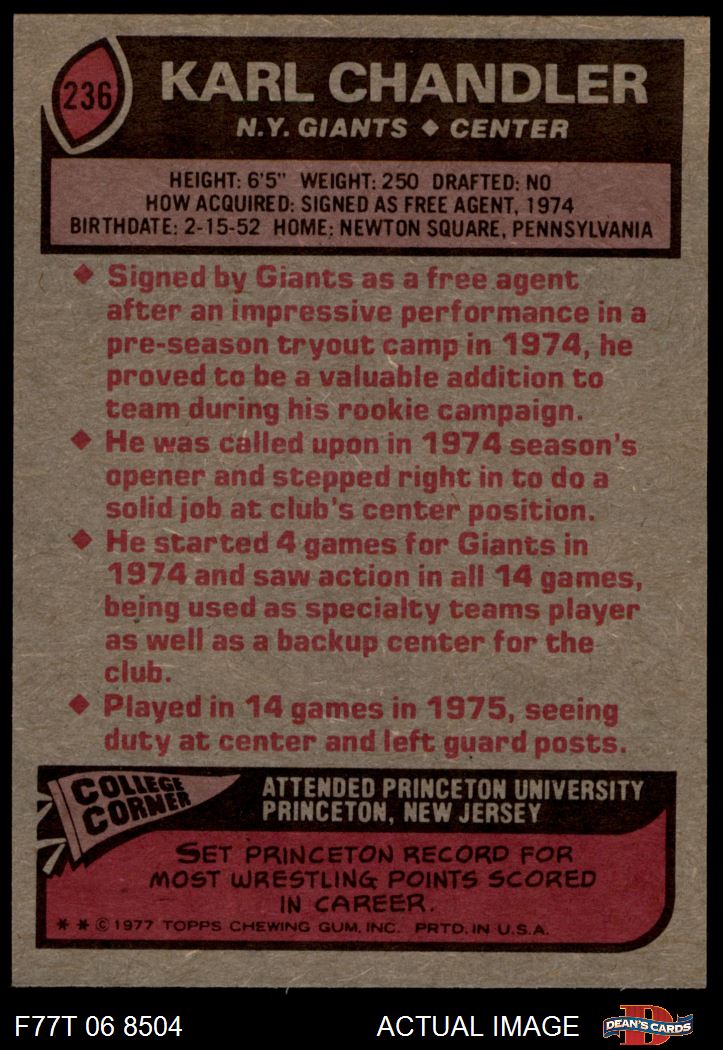 236
KARL CHANDLER
N.Y. GIANTS ◆ CENTER
HEIGHT: 6'5" WEIGHT: 250 DRAFTED: NO
HOW ACQUIRED: SIGNED AS FREE AGENT, 1974
BIRTHDATE: 2-15-52 HOME: NEWTON SQUARE, PENNSYLVANIA
◆ Signed by Giants as a free agent
after an impressive performance in a
pre-season tryout camp in 1974, he
proved to be a valuable addition to
team during his rookie campaign.
◆ He was called upon in 1974 season's
opener and stepped right in to do a
solid job at club's center position.
◆ He started 4 games for Giants in
1974 and saw action in all 14 games,
being used as specialty teams player
as well as a backup center for the
club.
◆ Played in 14 games in 1975, seeing
duty at center and left guard posts.
COLLEGE
CORNER
ATTENDED PRINCETON UNIVERSITY
PRINCETON, NEW JERSEY
SET PRINCETON RECORD FOR
MOST WRESTLING POINTS SCORED
IN CAREER.
* * © 1977 TOPPS CHEWING GUM, INC. PRTD. IN U.S.A.
F77T 06 8504
ACTUAL IMAGE
D
DEAN'S CARDS